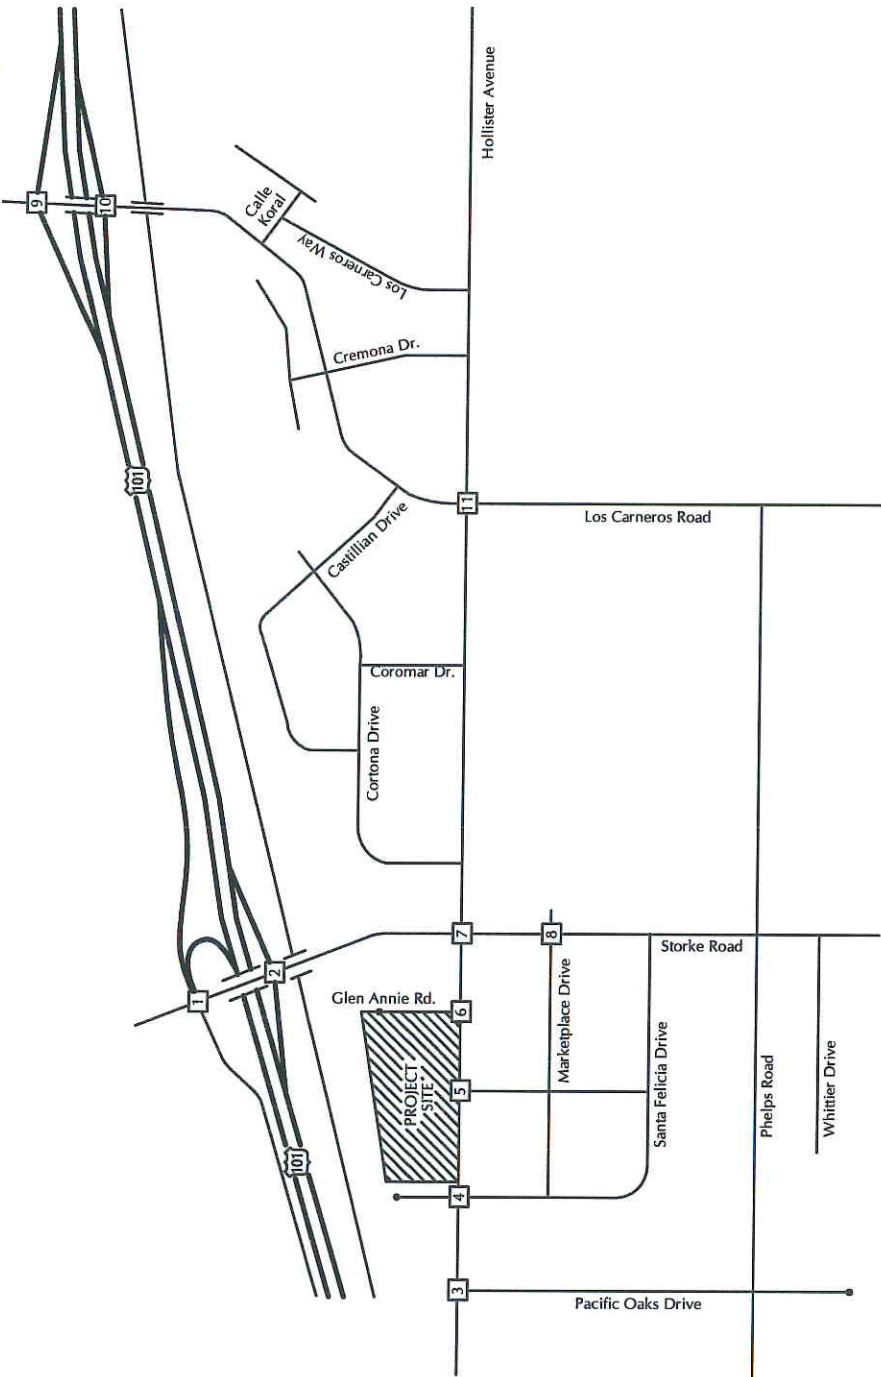 9
10
101
Calle
Koral
Los Carneros Way
Hollister Avenue
Cremona Dr.
Castillian Drive
11
Los Carneros Road
Coromar Dr.
Cortona Drive
1
2
101
Glen Annie Rd.
PROJECT
SITE
7
8
6
5
4
3
Storke Road
Marketplace Drive
Santa Felicia Drive
Phelps Road
Whittier Drive
Pacific Oaks Drive